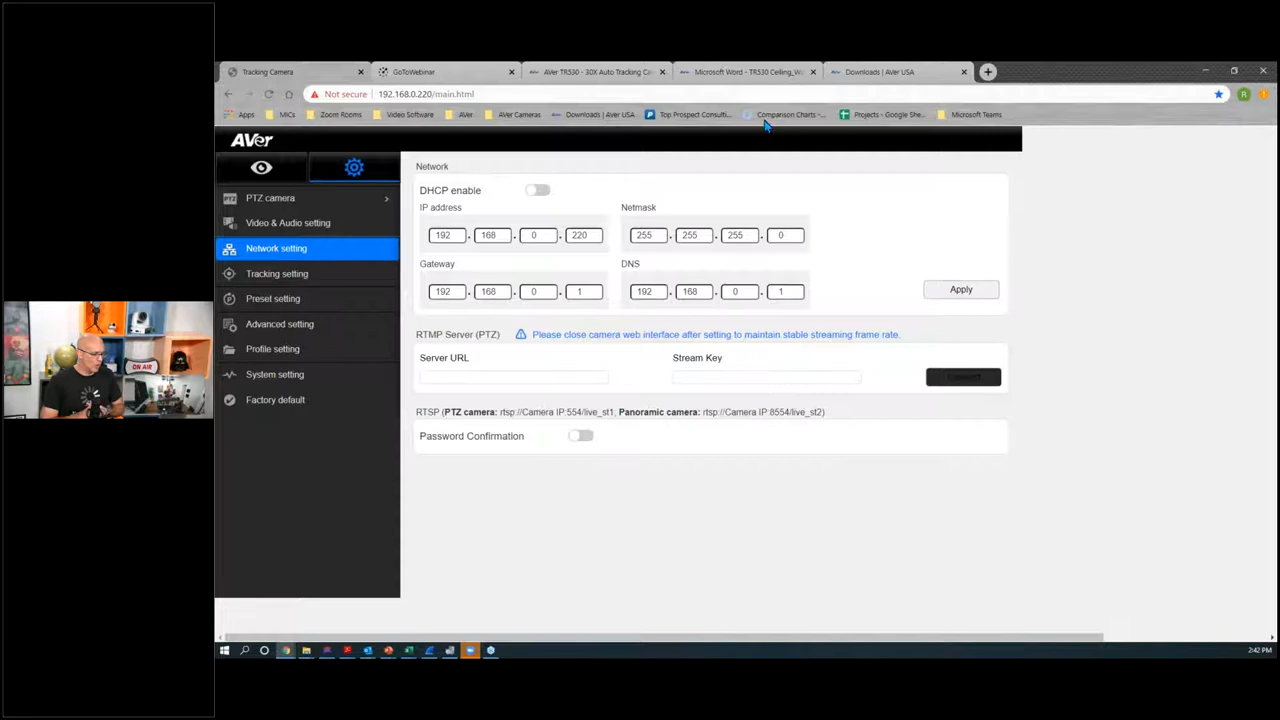 Tracking Camera
GoToWebinar
AVer TR530 - 30X Auto Tracking Ca
Microsoft Word - TR530 Ceiling_Wa
Downloads | AVer USA
Not secure 192.168.0.220/main.html
R
Apps MICs Zoom Rooms Video Software AVer AVer Cameras Downloads | AVer USA Top Prospect Consulti... Comparison Charts -... Projects - Google She... Microsoft Teams
AVer
PTZ PTZ camera
Video & Audio setting
Network setting
Tracking setting
Preset setting
Advanced setting
Profile setting
System setting
Factory default
Network
DHCP enable
IP address Netmask
192 . 168 . 0 . 220 255 . 255 . 255 . 0
Gateway DNS
192 . 168 . 0 . 1 192 . 168 . 0 . 1
Apply
RTMP Server (PTZ) Please close camera web interface after setting to maintain stable streaming frame rate.
Server URL Stream Key
RTSP (PTZ camera: rtsp://Camera IP:554/live_st1, Panoramic camera: rtsp://Camera IP:8554/live_st2)
Password Confirmation
ON AIR
2:42 PM